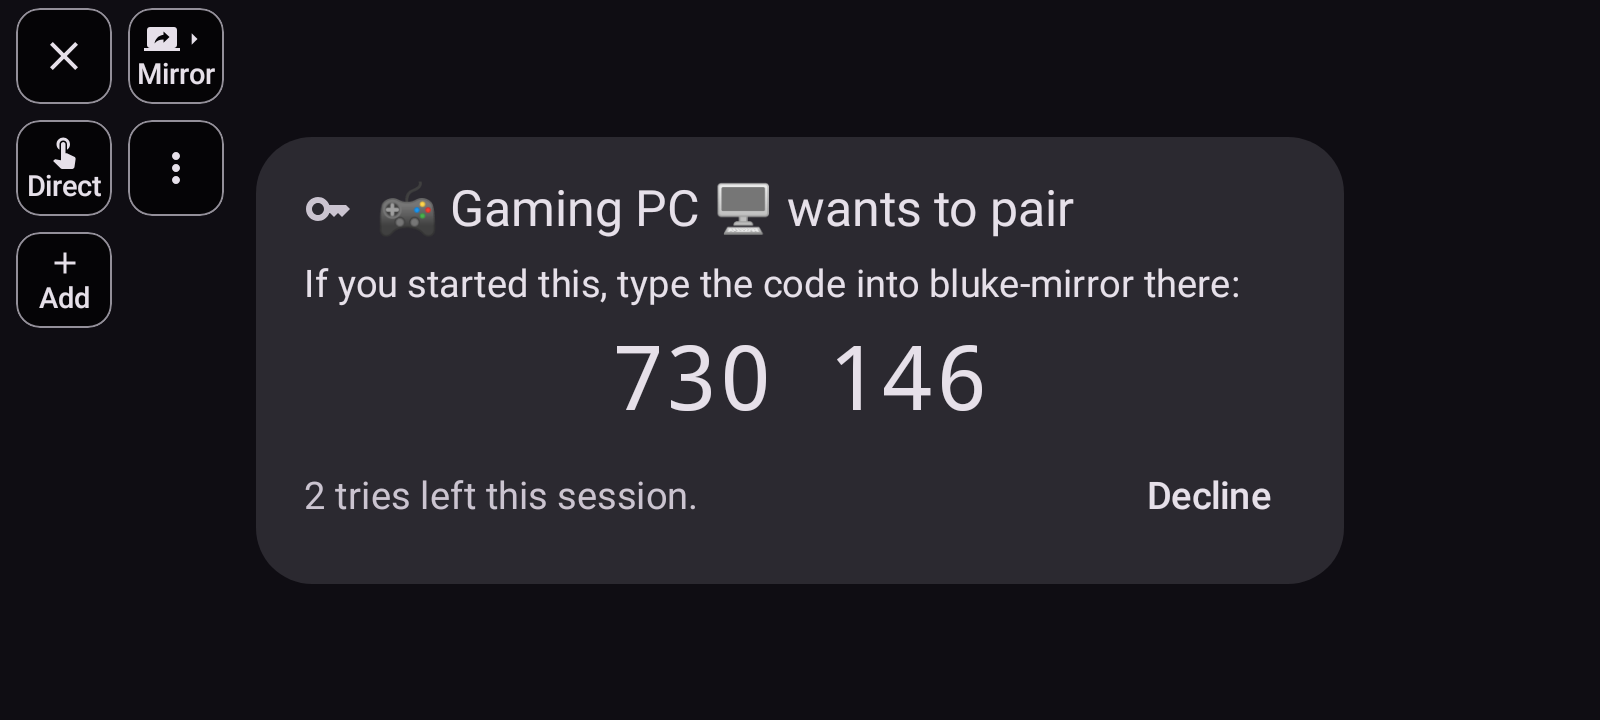 Mirror
Direct
Add
🎮 Gaming PC 🖥️ wants to pair
If you started this, type the code into bluke-mirror there:
730 146
2 tries left this session.
Decline